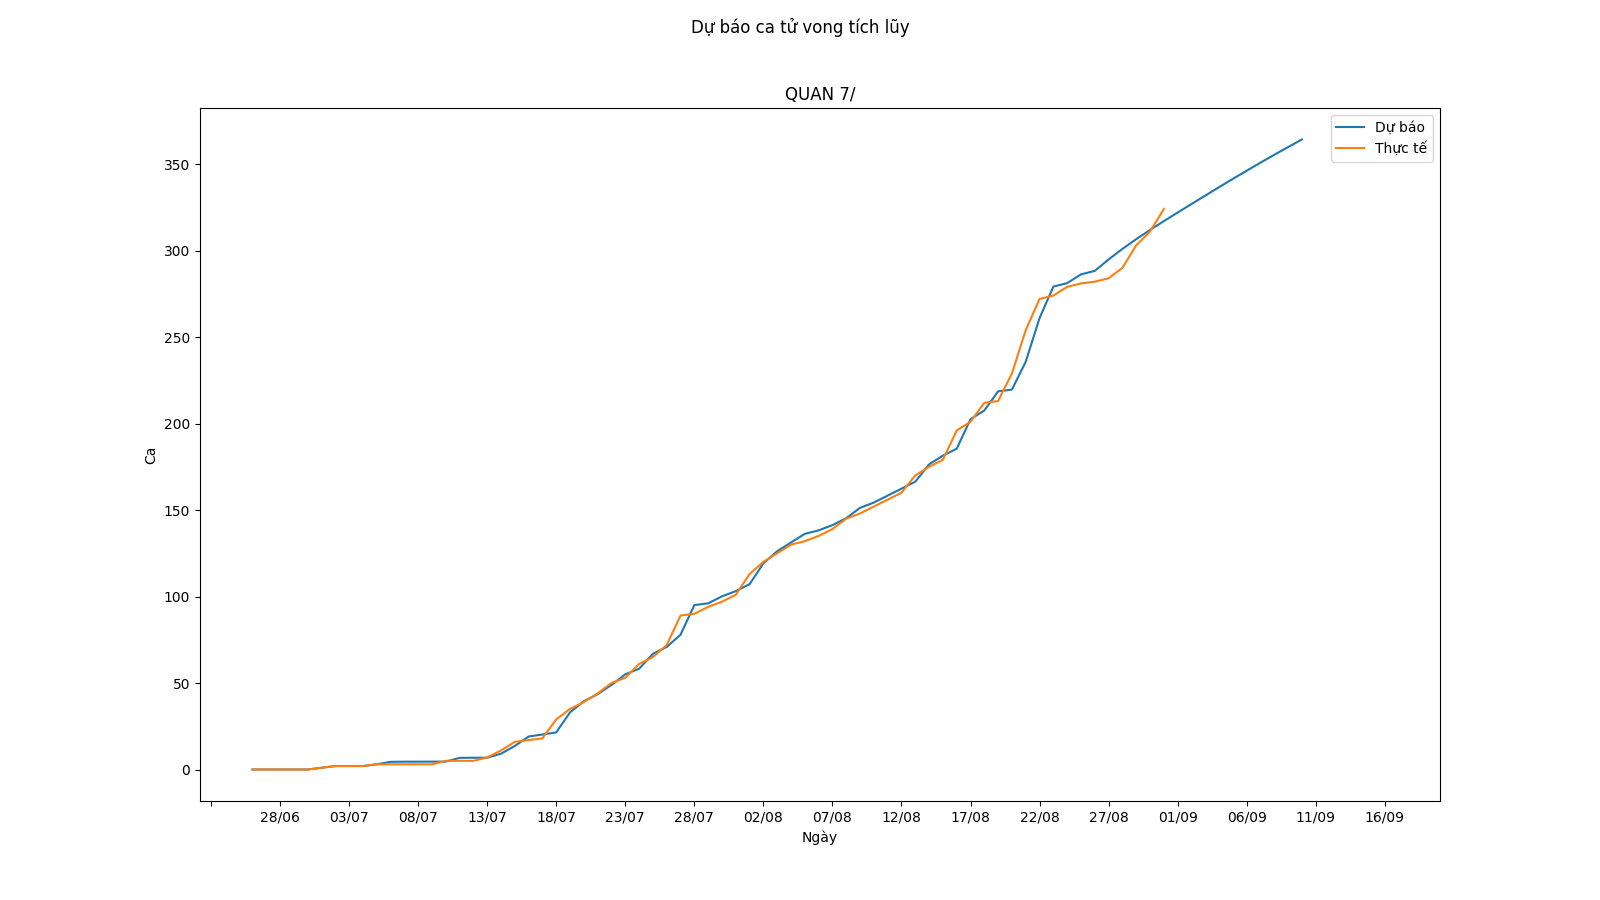 Dự báo ca tử vong tích lũy
QUAN 7/
Dự báo
Thực tế
350
300
250
200
150
100
50
0
Ca
28/06 03/07 08/07 13/07 18/07 23/07 28/07 02/08 07/08 12/08 17/08 22/08 27/08 01/09 06/09 11/09 16/09
Ngày